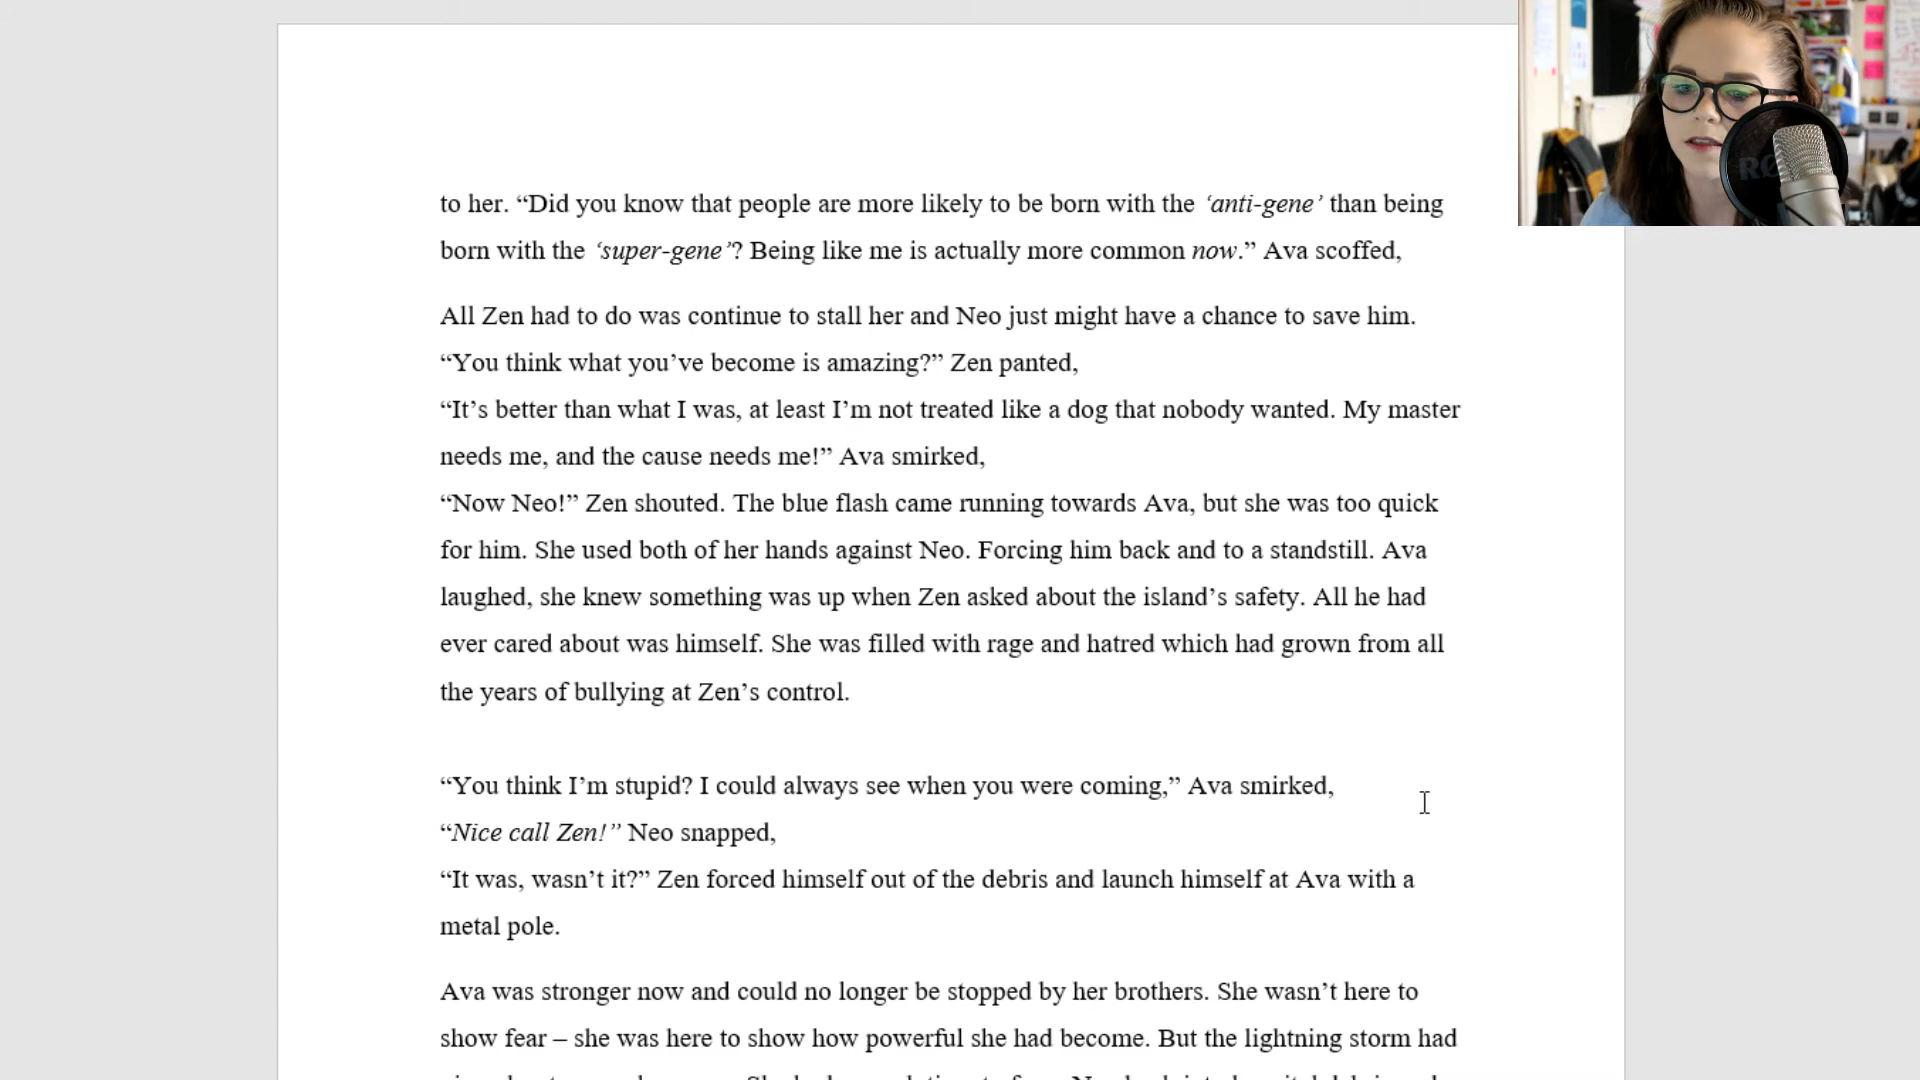 to her. “Did you know that people are more likely to be born with the ‘anti-gene’ than being
born with the ‘super-gene’? Being like me is actually more common now.” Ava scoffed,
All Zen had to do was continue to stall her and Neo just might have a chance to save him.
“You think what you’ve become is amazing?” Zen panted,
“It’s better than what I was, at least I’m not treated like a dog that nobody wanted. My master
needs me, and the cause needs me!” Ava smirked,
“Now Neo!” Zen shouted. The blue flash came running towards Ava, but she was too quick
for him. She used both of her hands against Neo. Forcing him back and to a standstill. Ava
laughed, she knew something was up when Zen asked about the island’s safety. All he had
ever cared about was himself. She was filled with rage and hatred which had grown from all
the years of bullying at Zen’s control.
“You think I’m stupid? I could always see when you were coming,” Ava smirked,
“Nice call Zen!” Neo snapped,
“It was, wasn’t it?” Zen forced himself out of the debris and launch himself at Ava with a
metal pole.
Ava was stronger now and could no longer be stopped by her brothers. She wasn’t here to
show fear – she was here to show how powerful she had become. But the lightning storm had
RØ